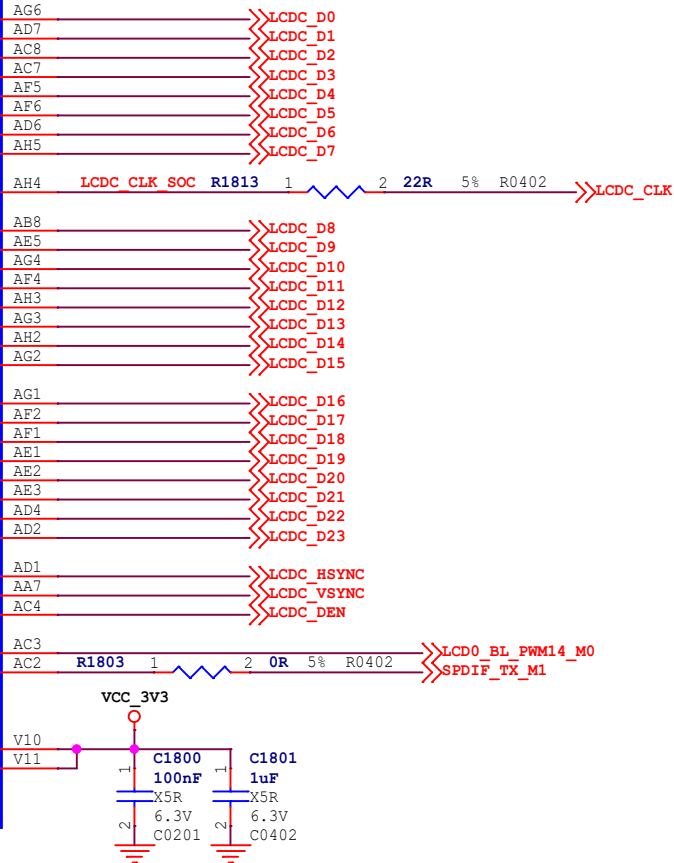 AG6 LCDC_D0
AD7 LCDC_D1
AC8 LCDC_D2
AC7 LCDC_D3
AF5 LCDC_D4
AF6 LCDC_D5
AD6 LCDC_D6
AH5 LCDC_D7
AH4 LCDC_CLK_SOC R1813 1 2 22R 5% R0402 LCDC_CLK
AB8 LCDC_D8
AE5 LCDC_D9
AG4 LCDC_D10
AF4 LCDC_D11
AH3 LCDC_D12
AG3 LCDC_D13
AH2 LCDC_D14
AG2 LCDC_D15
AG1 LCDC_D16
AF2 LCDC_D17
AF1 LCDC_D18
AE1 LCDC_D19
AE2 LCDC_D20
AE3 LCDC_D21
AD4 LCDC_D22
AD2 LCDC_D23
AD1 LCDC_HSYNC
AA7 LCDC_VSYNC
AC4 LCDC_DEN
AC3 LCD0_BL_PWM14_M0
AC2 R1803 1 2 0R 5% R0402 SPDIF_TX_M1
VCC_3V3
V10
V11
1 C1800 1 C1801
100nF 1uF
X5R X5R
6.3V 6.3V
2 C0201 2 C0402